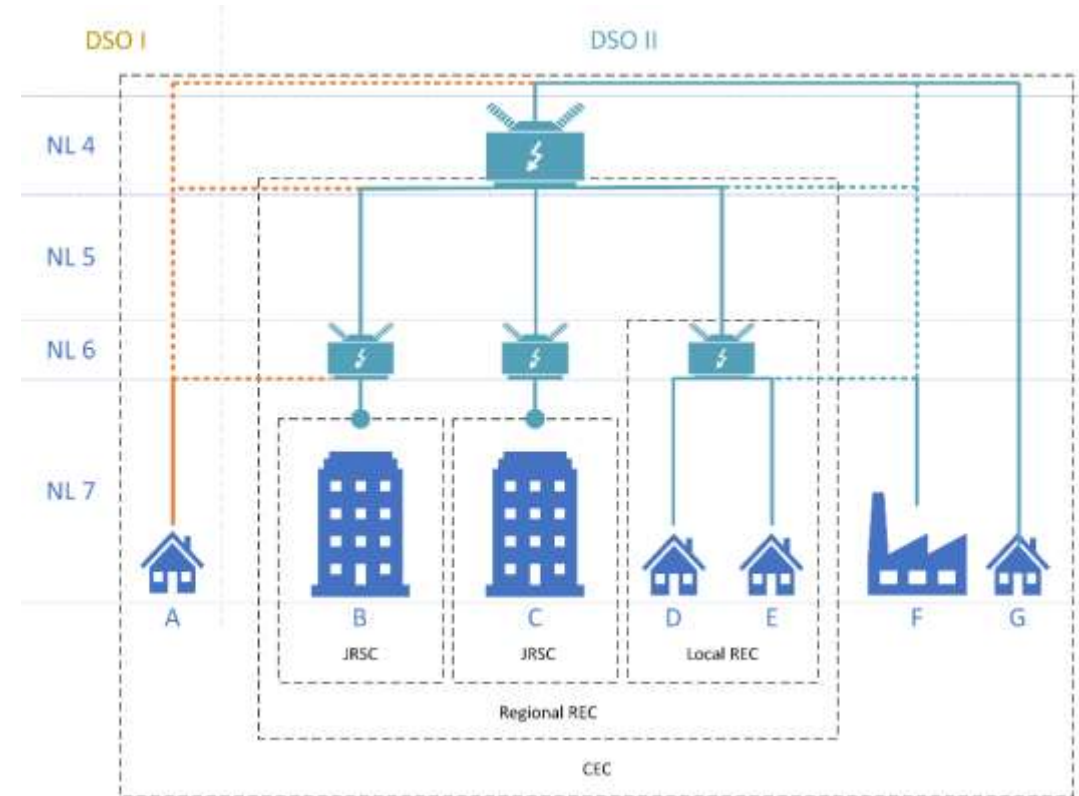 DSO I
DSO II
NL 4
NL 5
NL 6
NL 7
A
B
C
D
E
F
G
JRSC
JRSC
Local REC
Regional REC
CEC